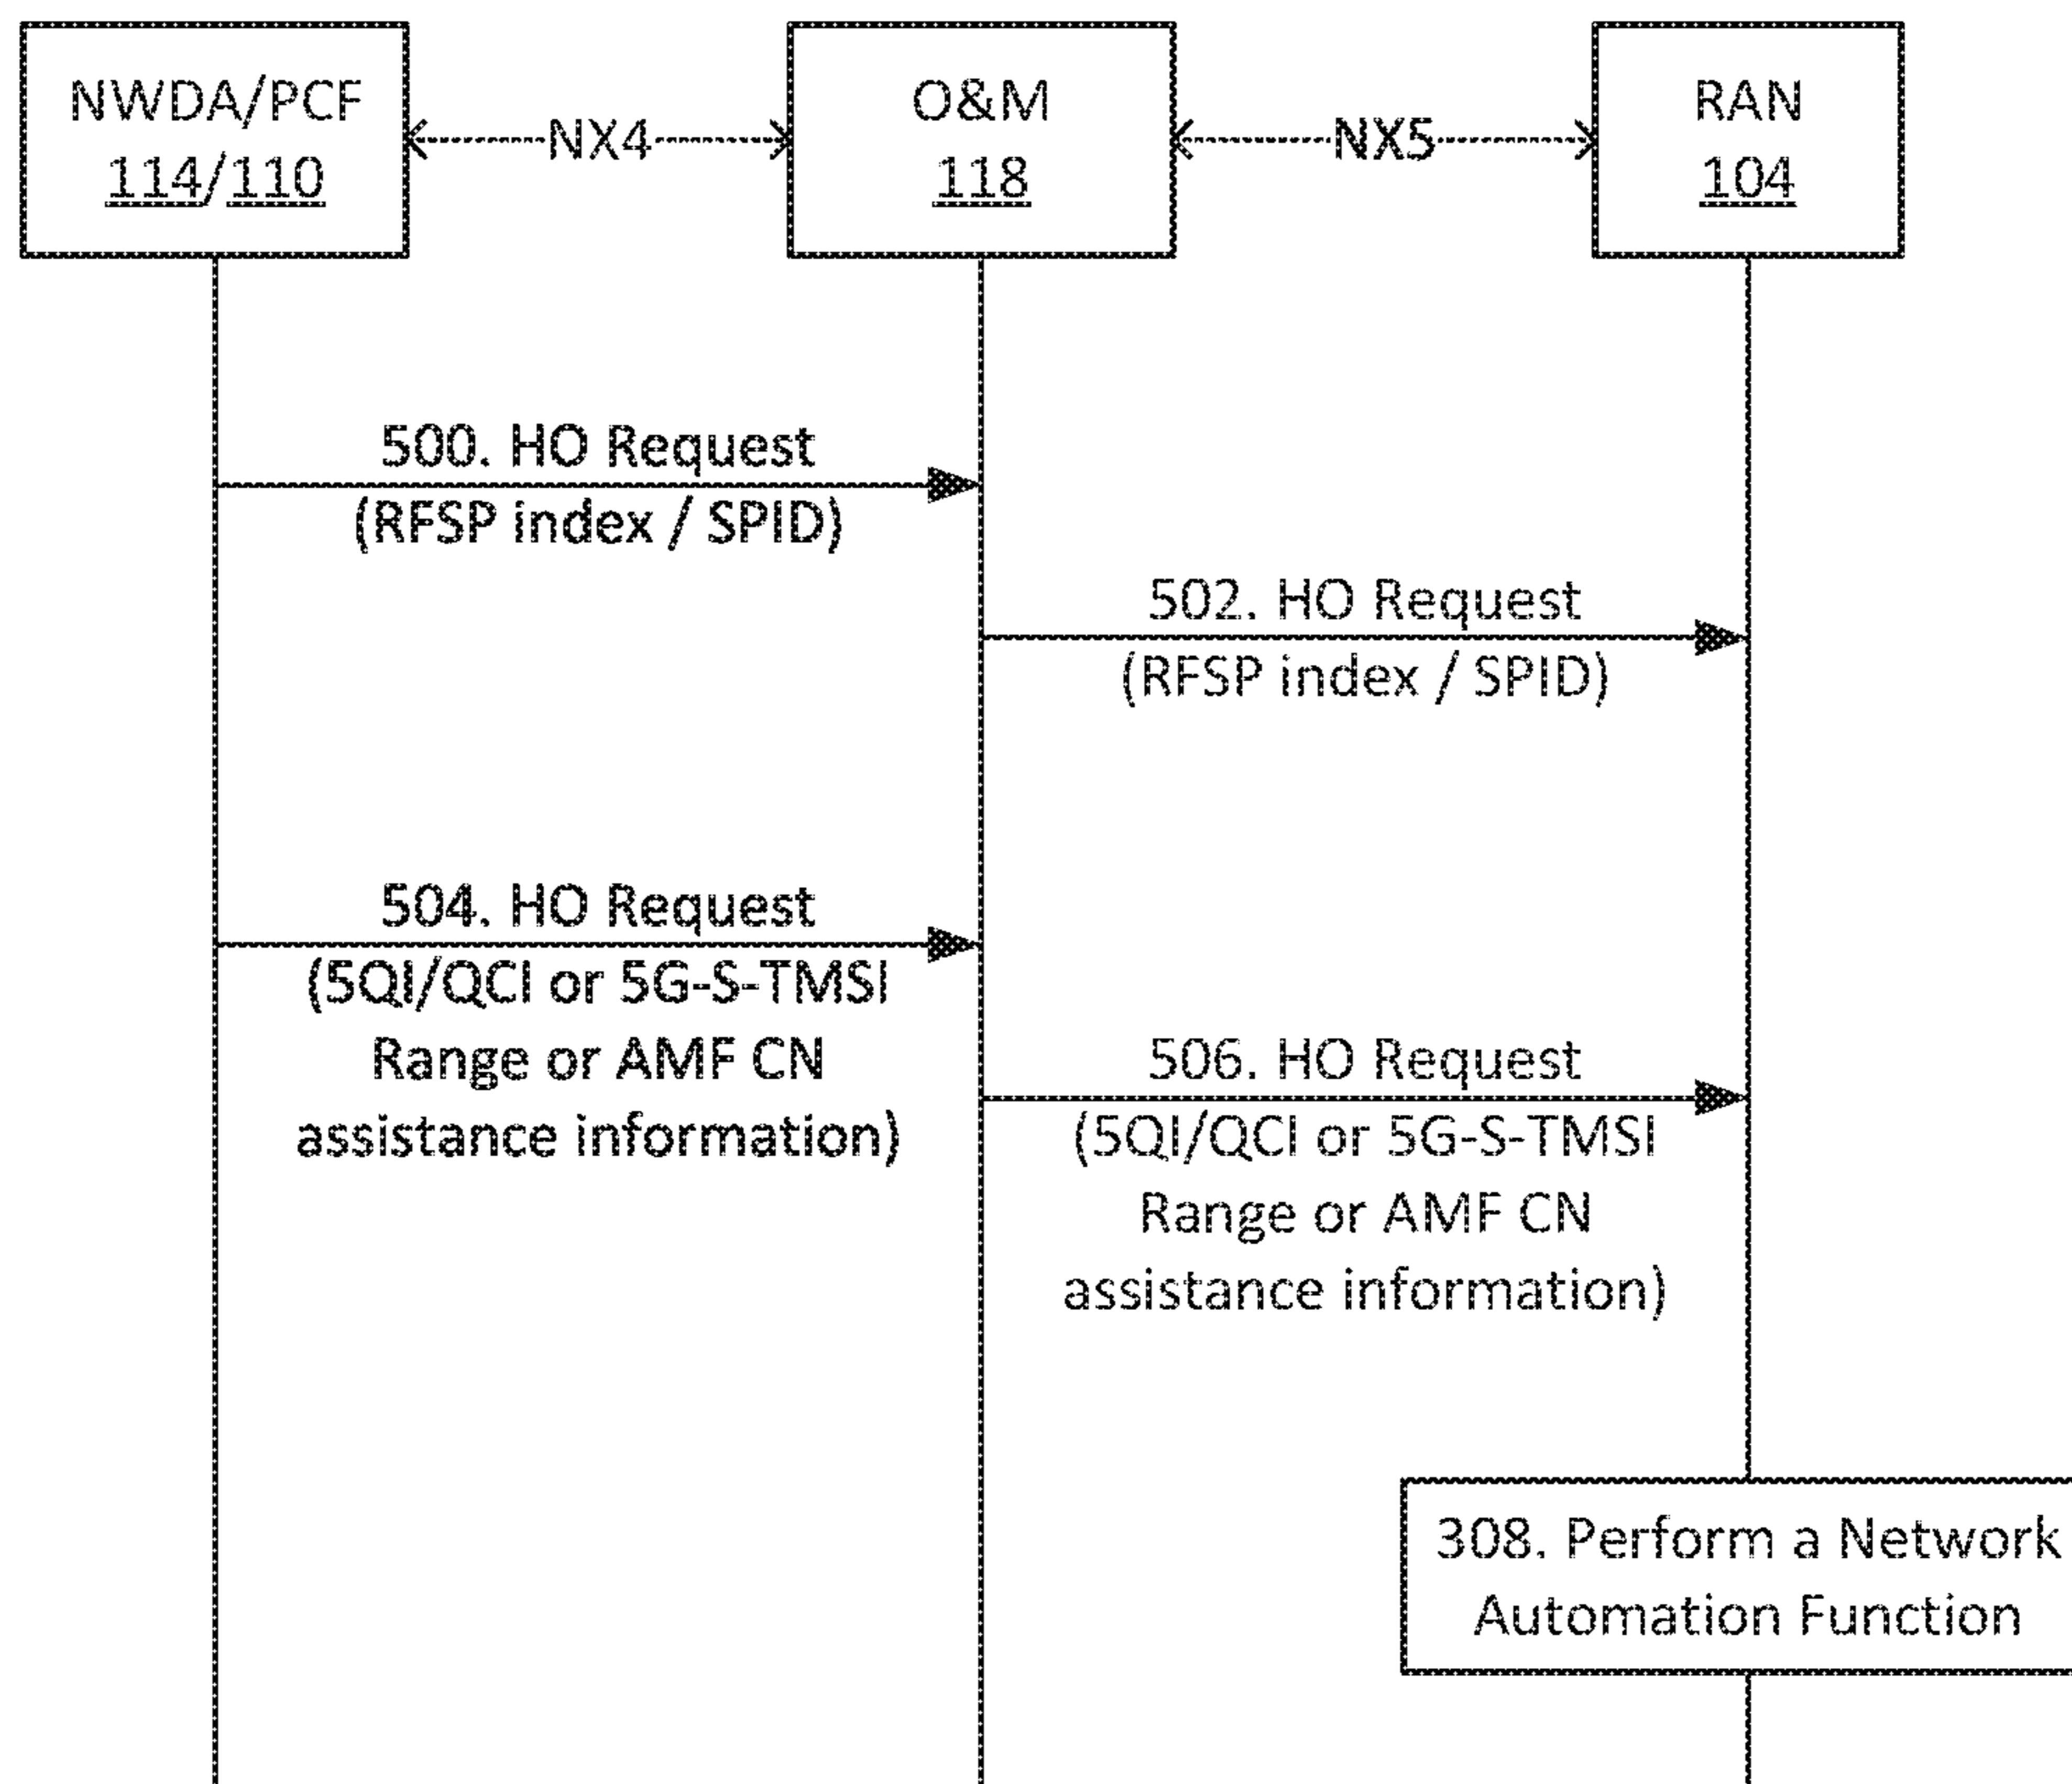 NWDA/PCF
114/110
NX4
O&M
118
NX5
RAN
104
500. HO Request
(RFSP index / SPID)
502. HO Request
(RFSP index / SPID)
504. HO Request
(5QI/QCI or 5G-S-TMSI
Range or AMF CN
assistance information)
506. HO Request
(5QI/QCI or 5G-S-TMSI
Range or AMF CN
assistance information)
308. Perform a Network
Automation Function